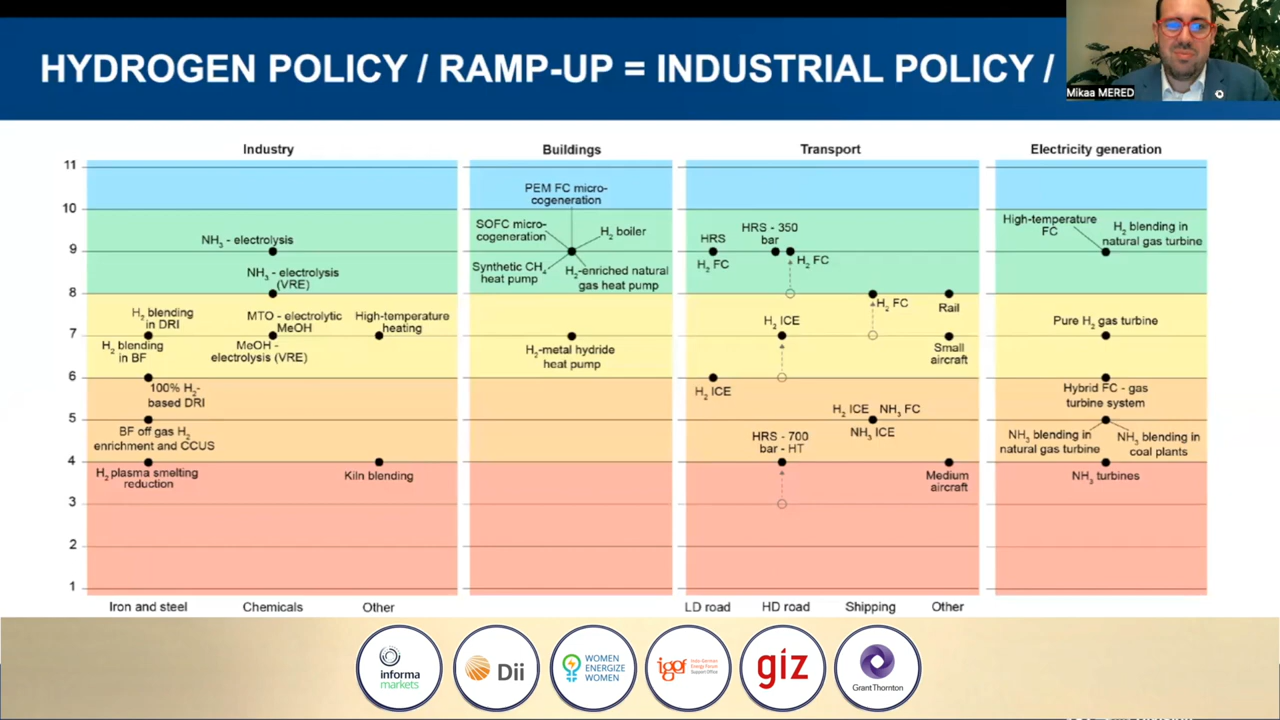 HYDROGEN POLICY / RAMP-UP = INDUSTRIAL POLICY /
Mikaa MERED
Industry
Buildings
Transport
Electricity generation
11
10
9
8
7
6
5
4
3
2
1
NH3 - electrolysis
NH3 - electrolysis
(VRE)
H2 blending
in DRI
MTO - electrolytic
MeOH
High-temperature
heating
H2 blending
in BF
MeOH -
electrolysis (VRE)
100% H2-
based DRI
BF off gas H2
enrichment and CCUS
H2 plasma smelting
reduction
Kiln blending
PEM FC micro-
cogeneration
SOFC micro-
cogeneration
H2 boiler
Synthetic CH4
heat pump
H2-enriched natural
gas heat pump
H2-metal hydride
heat pump
HRS
H2 FC
HRS - 350
bar
H2 FC
H2 FC
Rail
H2 ICE
Small
aircraft
H2 ICE
H2 ICE
NH3 FC
NH3 ICE
HRS - 700
bar - HT
Medium
aircraft
High-temperature
FC
H2 blending in
natural gas turbine
Pure H2 gas turbine
Hybrid FC - gas
turbine system
NH3 blending in
natural gas turbine
NH3 blending in
coal plants
NH3 turbines
Iron and steel
Chemicals
Other
LD road
HD road
Shipping
Other
informa
markets
Dii
WOMEN
ENERGIZE
WOMEN
igef
Indo-German
Energy Forum
Support Office
giz
Grant Thornton